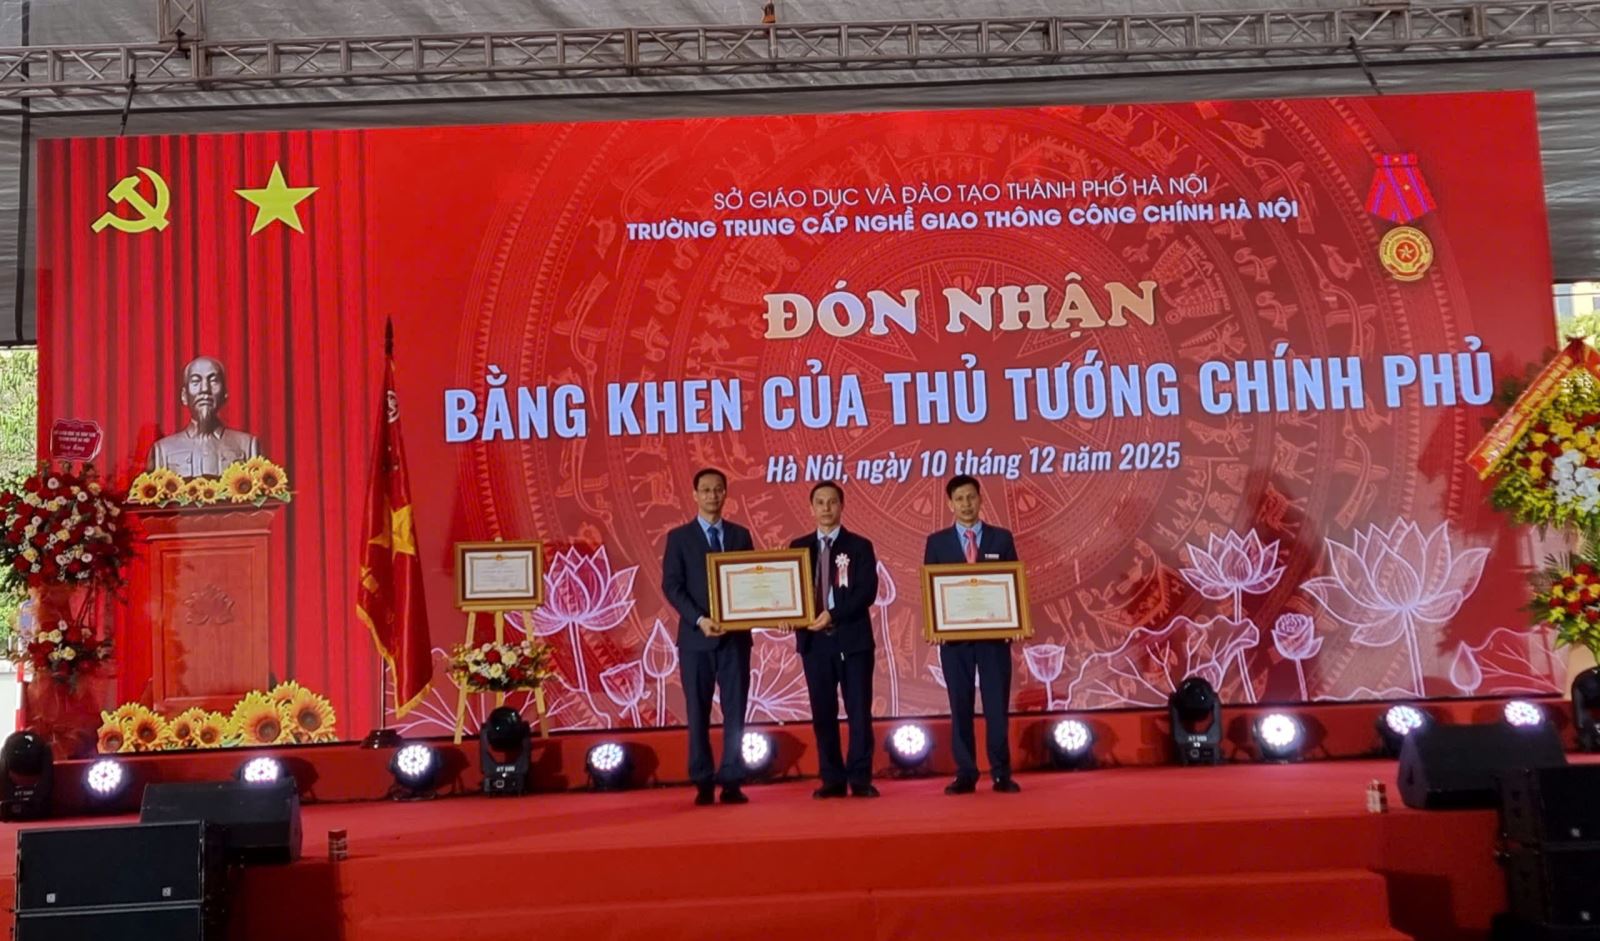 SỞ GIÁO DỤC VÀ ĐÀO TẠO THÀNH PHỐ HÀ NỘI
TRƯỜNG TRUNG CẤP NGHỀ GIAO THÔNG CÔNG CHÍNH HÀ NỘI
ĐÓN NHẬN
BẰNG KHEN CỦA THỦ TƯỚNG CHÍNH PHỦ
Hà Nội, ngày 10 tháng 12 năm 2025